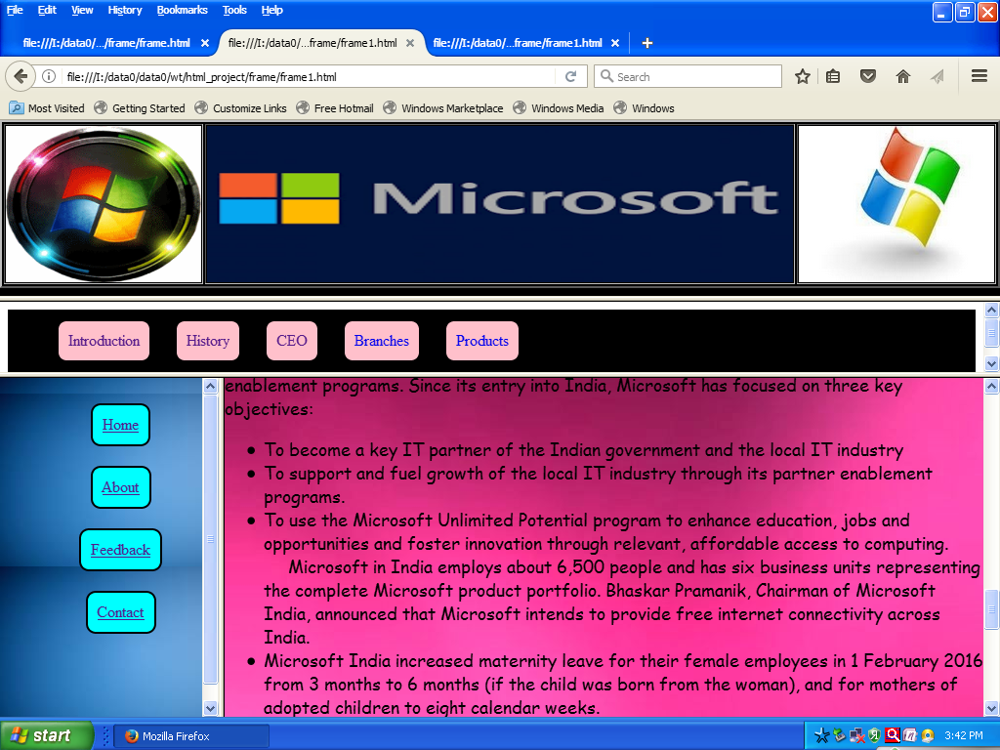 File Edit View History Bookmarks Tools Help
file:///I:/data0/.../frame/frame.html × file:///I:/data0/d...frame/frame1.html × file:///I:/data0/d...frame/frame1.html × +
file:///I:/data0/data0/wt/html_project/frame/frame1.html Search
Most Visited Getting Started Customize Links Free Hotmail Windows Marketplace Windows Media Windows
Microsoft
Introduction History CEO Branches Products
Home
About
Feedback
Contact
enablement programs. Since its entry into India, Microsoft has focused on three key
objectives:
• To become a key IT partner of the Indian government and the local IT industry
• To support and fuel growth of the local IT industry through its partner enablement
programs.
• To use the Microsoft Unlimited Potential program to enhance education, jobs and
opportunities and foster innovation through relevant, affordable access to computing.
Microsoft in India employs about 6,500 people and has six business units representing
the complete Microsoft product portfolio. Bhaskar Pramanik, Chairman of Microsoft
India, announced that Microsoft intends to provide free internet connectivity across
India.
• Microsoft India increased maternity leave for their female employees in 1 February 2016
from 3 months to 6 months (if the child was born from the woman), and for mothers of
adopted children to eight calendar weeks.
start Mozilla Firefox 3:42 PM